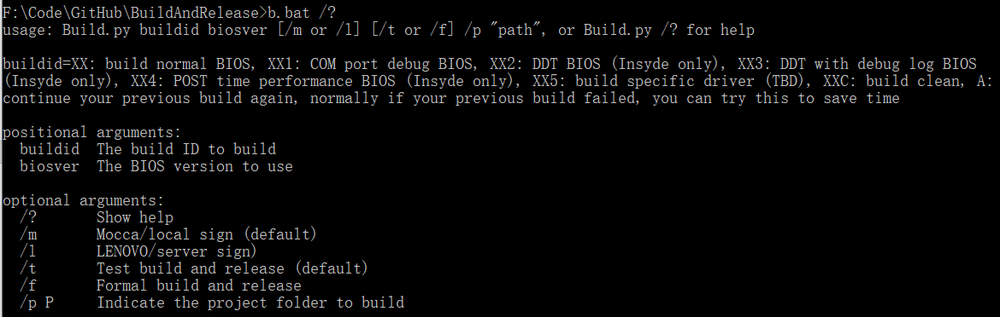 F:\Code\GitHub\BuildAndRelease>b.bat /?
usage: Build.py buildid biosver [/m or /l] [/t or /f] /p "path", or Build.py /? for help
buildid=XX: build normal BIOS, XX1: COM port debug BIOS, XX2: DDT BIOS (Insyde only), XX3: DDT with debug log BIOS
(Insyde only), XX4: POST time performance BIOS (Insyde only), XX5: build specific driver (TBD), XXC: build clean, A:
continue your previous build again, normally if your previous build failed, you can try this to save time
positional arguments:
buildid The build ID to build
biosver The BIOS version to use
optional arguments:
/? Show help
/m Mocca/local sign (default)
/l LENOVO/server sign)
/t Test build and release (default)
/f Formal build and release
/p P Indicate the project folder to build